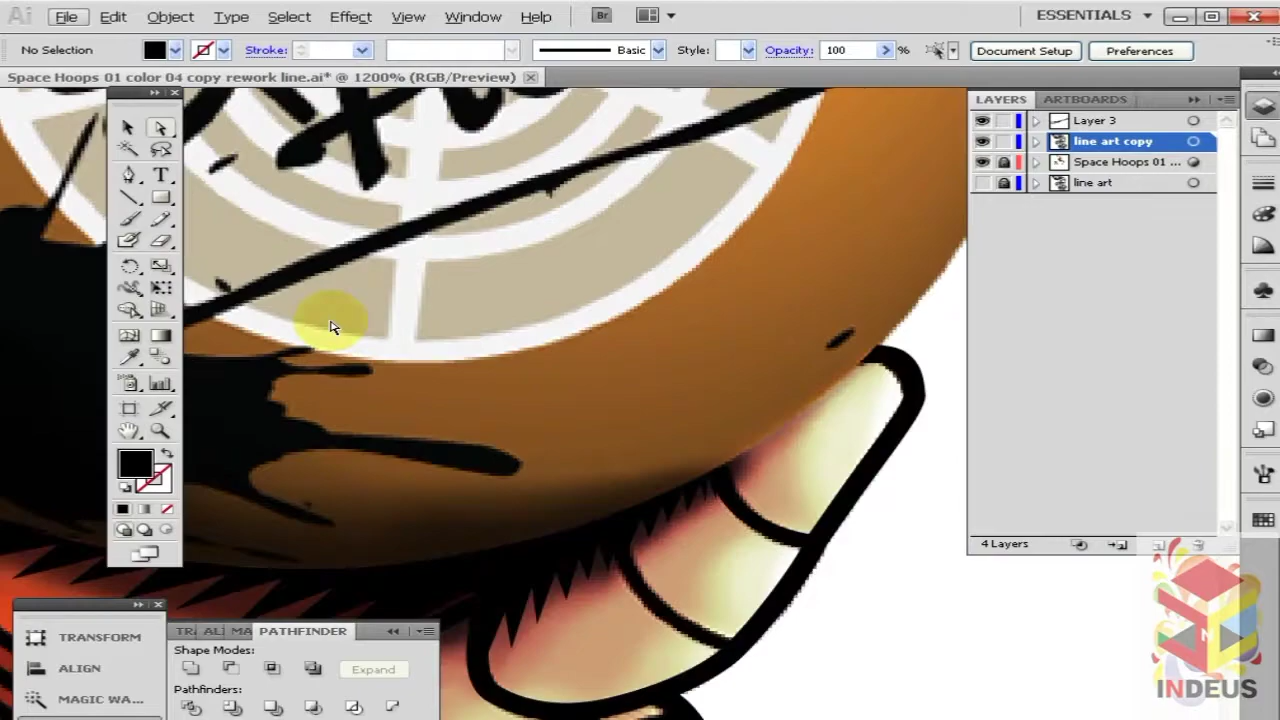 Ai File Edit Object Type Select Effect View Window Help Br ESSENTIALS
No Selection Stroke: Basic Style: Opacity: 100 % Document Setup Preferences
Space Hoops 01 color 04 copy rework line.ai* @ 1200% (RGB/Preview)
LAYERS ARTBOARDS
Layer 3
line art copy
Space Hoops 01 ...
line art
4 Layers
TRANSFORM
ALIGN
MAGIC WA...
TR ALI MA PATHFINDER
Shape Modes:
Expand
Pathfinders:
N
INDEUS